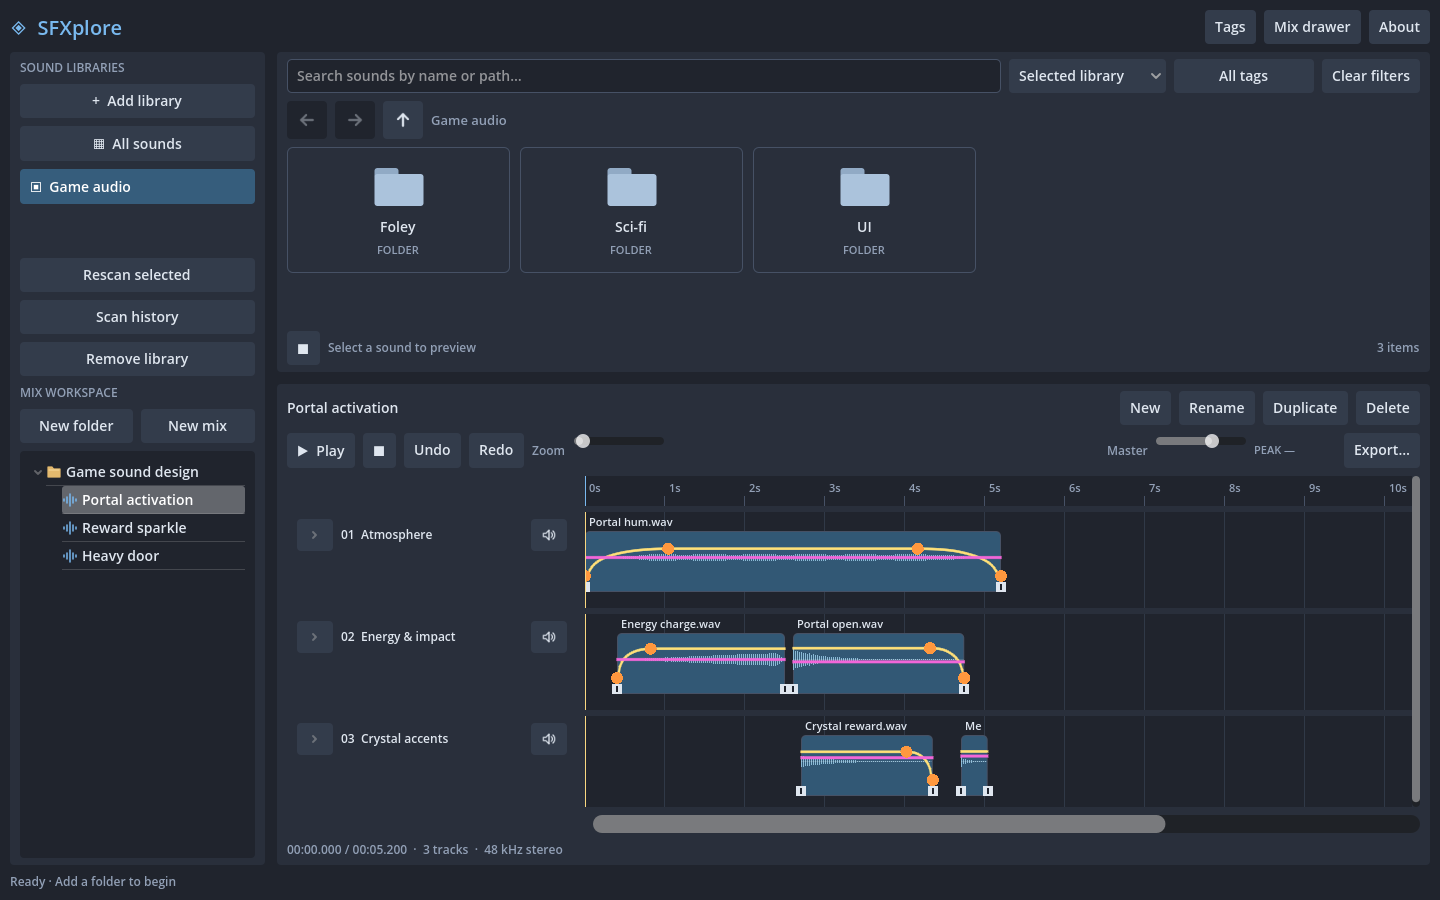 SFXplore
Tags
Mix drawer
About
SOUND LIBRARIES
+ Add library
All sounds
Game audio
Rescan selected
Scan history
Remove library
MIX WORKSPACE
New folder
New mix
Game sound design
Portal activation
Reward sparkle
Heavy door
Search sounds by name or path...
Selected library
All tags
Clear filters
Game audio
Foley
FOLDER
Sci-fi
FOLDER
UI
FOLDER
Select a sound to preview
3 items
Portal activation
New
Rename
Duplicate
Delete
Play
Undo
Redo
Zoom
Master
PEAK —
Export...
0s
1s
2s
3s
4s
5s
6s
7s
8s
9s
10s
01 Atmosphere
Portal hum.wav
02 Energy & impact
Energy charge.wav
Portal open.wav
03 Crystal accents
Crystal reward.wav
Me
00:00.000 / 00:05.200 · 3 tracks · 48 kHz stereo
Ready · Add a folder to begin